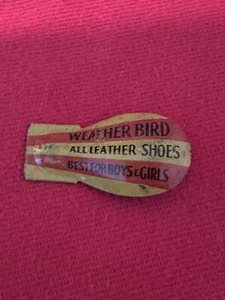 WEATHER BIRD
ALL LEATHER SHOES
BEST FOR BOYS & GIRLS